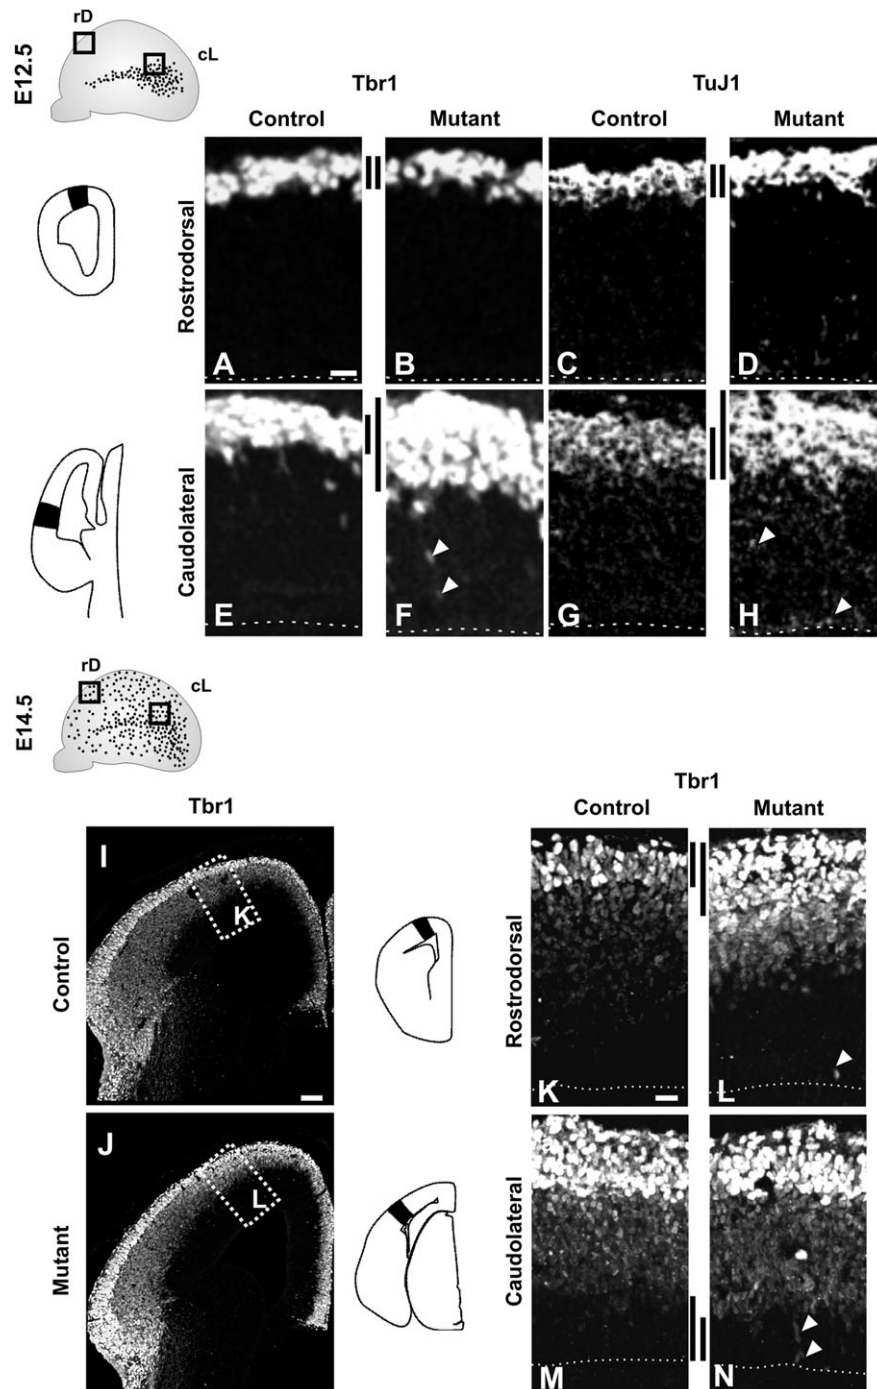 rD
cL
E12.5
Tbr1 TuJ1
Control Mutant Control Mutant
Rostrodorsal
A B C D
Caudolateral
E F G H
rD
cL
E14.5
Tbr1
Tbr1
Control Mutant
I
K
Control
Rostrodorsal
K L
J
L
Mutant
Caudolateral
M N